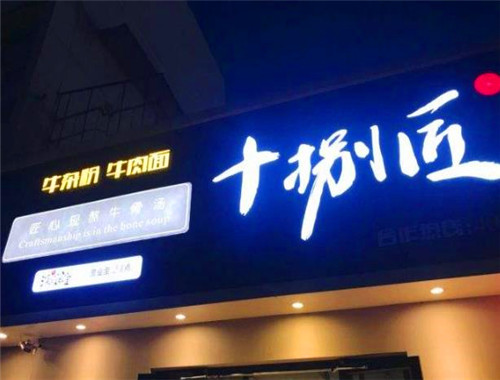 牛杂粉 牛肉面
十捌匠
匠心现熬牛骨汤
Craftsmanship is in the bone soup